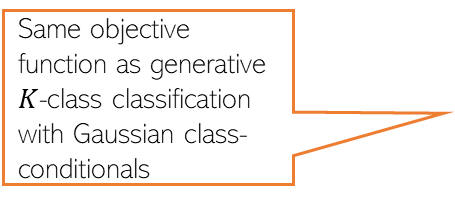 Same objective
function as generative
K-class classification
with Gaussian class-
conditionals